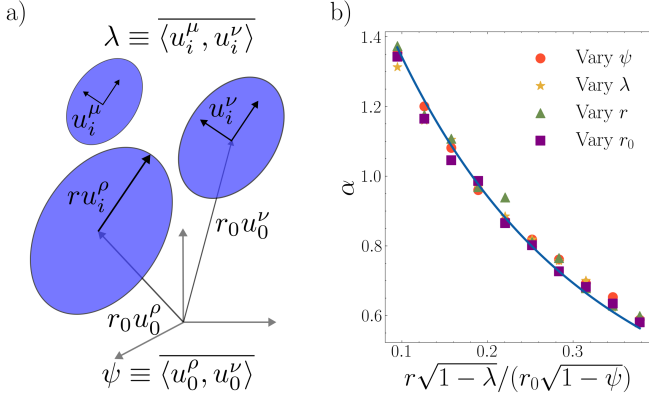 a)
λ ≡ \overline{⟨u_i^μ, u_i^ν⟩}
u_i^μ
u_i^ν
ru_i^ρ
r_0u_0^ν
r_0u_0^ρ
ψ ≡ \overline{⟨u_0^ρ, u_0^ν⟩}
b)
1.4
1.2
1.0
0.8
0.6
α
Vary ψ
Vary λ
Vary r
Vary r_0
0.1 0.2 0.3
r√(1 − λ)/(r_0√(1 − ψ))